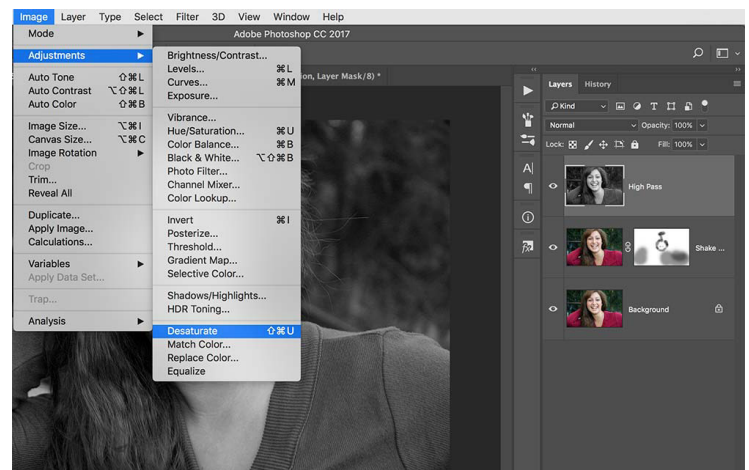 Image Layer Type Select Filter 3D View Window Help
Adobe Photoshop CC 2017
Mode
Adjustments
Auto Tone ⇧⌘L
Auto Contrast ⌥⇧⌘L
Auto Color ⇧⌘B
Image Size... ⌥⌘I
Canvas Size... ⌥⌘C
Image Rotation
Crop
Trim...
Reveal All
Duplicate...
Apply Image...
Calculations...
Variables
Apply Data Set...
Trap...
Analysis
Brightness/Contrast...
Levels... ⌘L
Curves... ⌘M
Exposure...
Vibrance...
Hue/Saturation... ⌘U
Color Balance... ⌘B
Black & White... ⌥⇧⌘B
Photo Filter...
Channel Mixer...
Color Lookup...
Invert ⌘I
Posterize...
Threshold...
Gradient Map...
Selective Color...
Shadows/Highlights...
HDR Toning...
Desaturate ⇧⌘U
Match Color...
Replace Color...
Equalize
ion, Layer Mask/8) *
Layers History
Kind
Normal Opacity: 100%
Lock: Fill: 100%
High Pass
Shake ...
Background